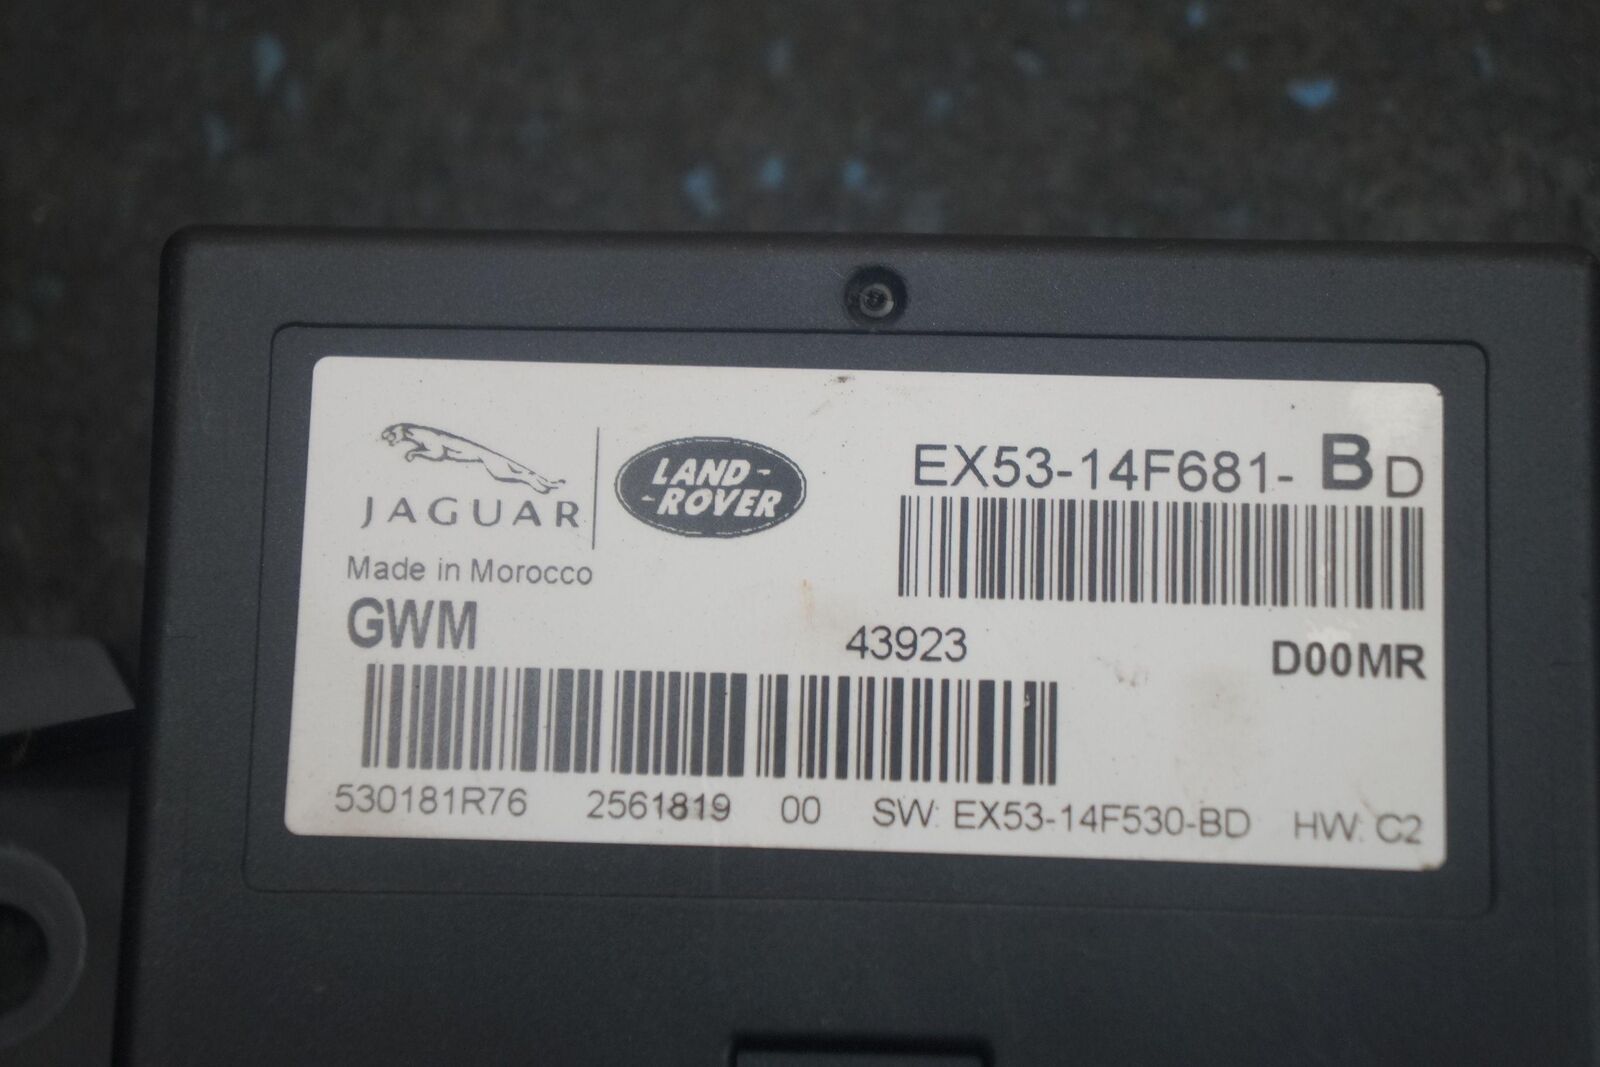 JAGUAR
LAND-
-ROVER
EX53-14F681- BD
Made in Morocco
GWM
43923
D00MR
530181R76 2561819 00 SW: EX53-14F530-BD HW: C2